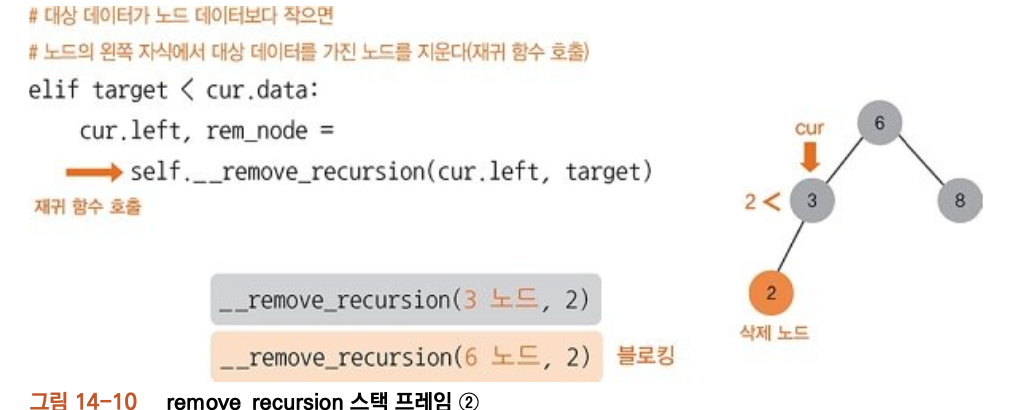 # 대상 데이터가 노드 데이터보다 작으면
# 노드의 왼쪽 자식에서 대상 데이터를 가진 노드를 지운다(재귀 함수 호출)
elif target < cur.data:
cur.left, rem_node =
self.__remove_recursion(cur.left, target)
재귀 함수 호출
cur
6
2 < 3
8
2
삭제 노드
__remove_recursion(3 노드, 2)
__remove_recursion(6 노드, 2) 블로킹
그림 14-10 remove_recursion 스택 프레임 ②